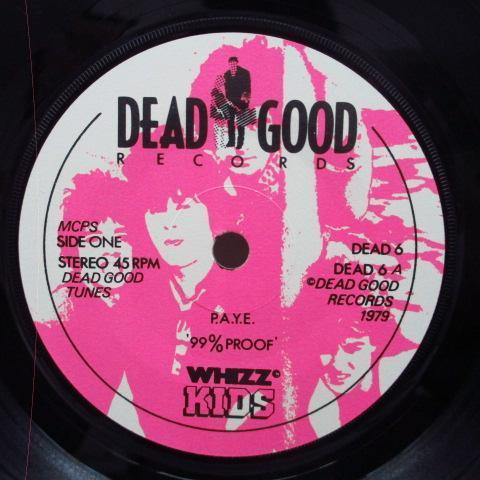 DEAD GOOD
RECORDS
MCPS
SIDE ONE
STEREO 45 RPM
DEAD GOOD
TUNES
DEAD 6
DEAD 6 A
©DEAD GOOD
RECORDS
1979
P.A.Y.E.
'99% PROOF'
WHIZZ©
KIDS